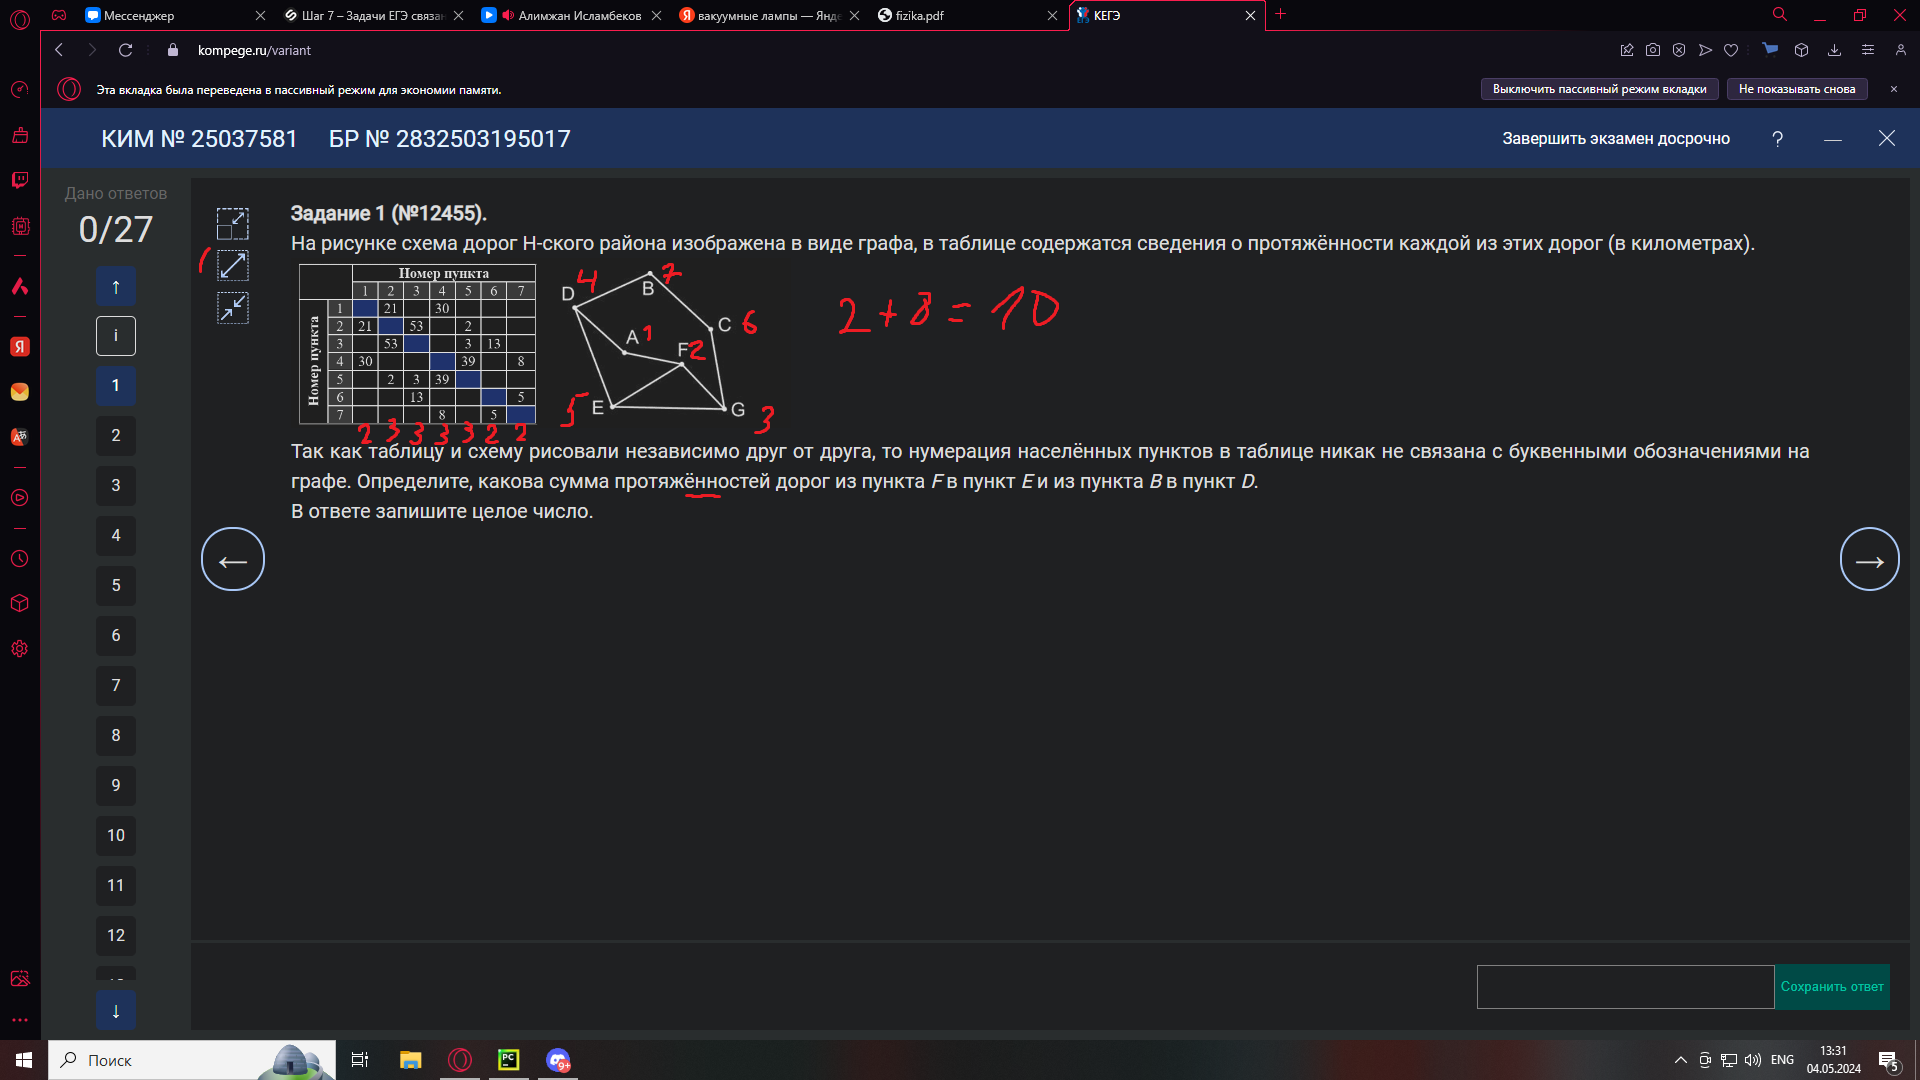 Мессенджер
Шаг 7 – Задачи ЕГЭ связан
Алимжан Исламбеков
вакуумные лампы — Янде
fizika.pdf
КЕГЭ
kompege.ru/variant
Эта вкладка была переведена в пассивный режим для экономии памяти.
Выключить пассивный режим вкладки
Не показывать снова
КИМ № 25037581 БР № 2832503195017
Завершить экзамен досрочно
?
Дано ответов
0/27
↑
i
1
2
3
4
5
6
7
8
9
10
11
12
↓
Задание 1 (№12455).
На рисунке схема дорог Н-ского района изображена в виде графа, в таблице содержатся сведения о протяжённости каждой из этих дорог (в километрах).
Номер пункта
1 2 3 4 5 6 7
Номер пункта
1 21 30
2 21 53 2
3 53 3 13
4 30 39 8
5 2 3 39
6 13 5
7 8 5
2 3 3 3 3 2 2
D 4
B 7
C 6
A 1
F 2
E 5
G 3
2 + 8 = 10
Так как таблицу и схему рисовали независимо друг от друга, то нумерация населённых пунктов в таблице никак не связана с буквенными обозначениями на
графе. Определите, какова сумма протяжённостей дорог из пункта F в пункт E и из пункта B в пункт D.
В ответе запишите целое число.
Сохранить ответ
Поиск
PC
9+
ENG
13:31
04.05.2024
5